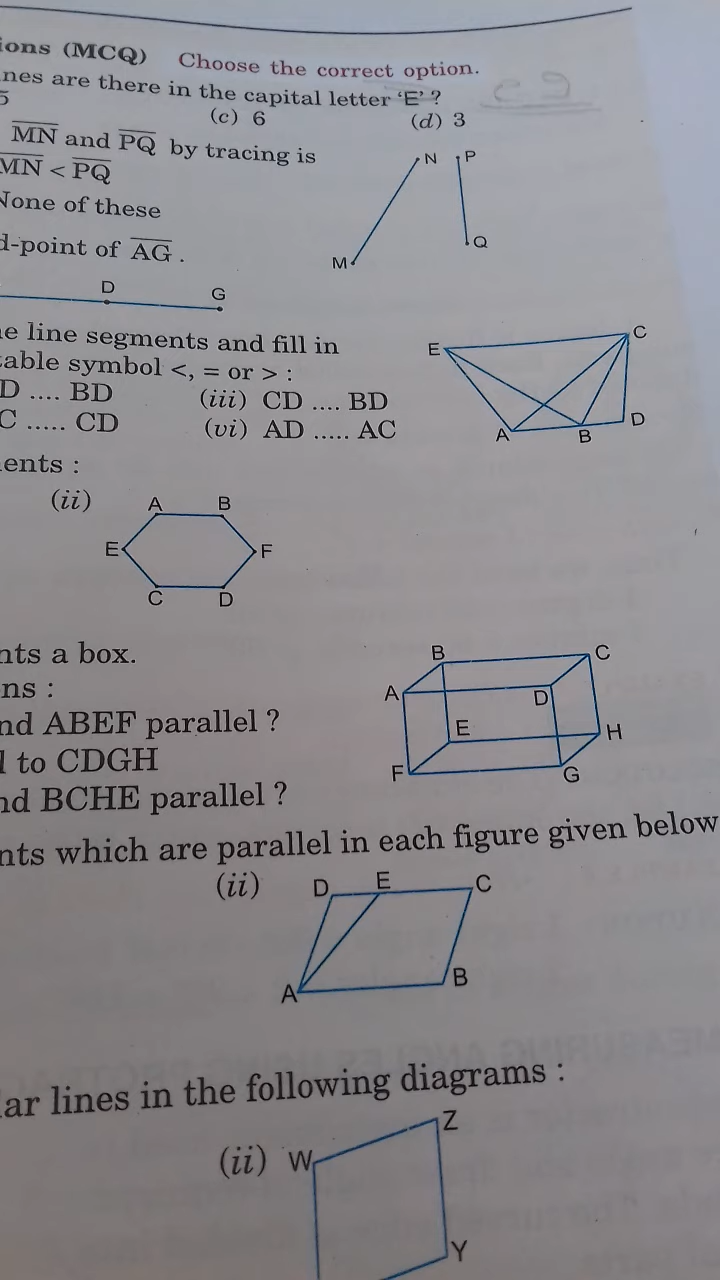 ions (MCQ) Choose the correct option.
nes are there in the capital letter ‘E’ ?
5 (c) 6 (d) 3
MN and PQ by tracing is
MN < PQ
None of these
N P
M Q
d-point of AG .
D G
e line segments and fill in
table symbol <, = or > :
D .... BD (iii) CD .... BD
C ..... CD (vi) AD ..... AC
E C
A B D
ents :
(ii) A B
E F
C D
nts a box.
ns :
nd ABEF parallel ?
l to CDGH
nd BCHE parallel ?
B C
A D
E H
F G
nts which are parallel in each figure given below
(ii) D E C
A B
ar lines in the following diagrams :
(ii) W Z
Y